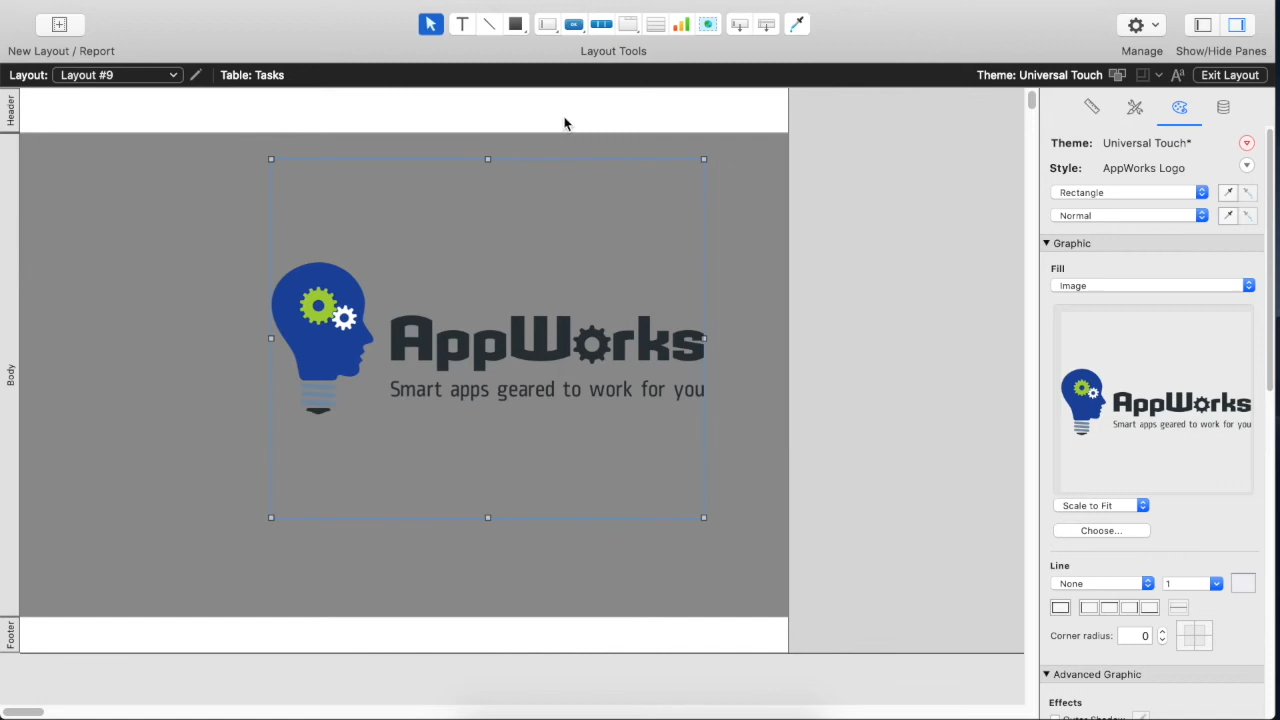 New Layout / Report
Layout Tools
Manage
Show/Hide Panes
Layout: Layout #9
Table: Tasks
Theme: Universal Touch
Exit Layout
Header
Body
Footer
AppWorks
Smart apps geared to work for you
Theme: Universal Touch*
Style: AppWorks Logo
Rectangle
Normal
Graphic
Fill
Image
AppWorks
Smart apps geared to work for you
Scale to Fit
Choose...
Line
None
1
Corner radius: 0
Advanced Graphic
Effects
Outer Shadow